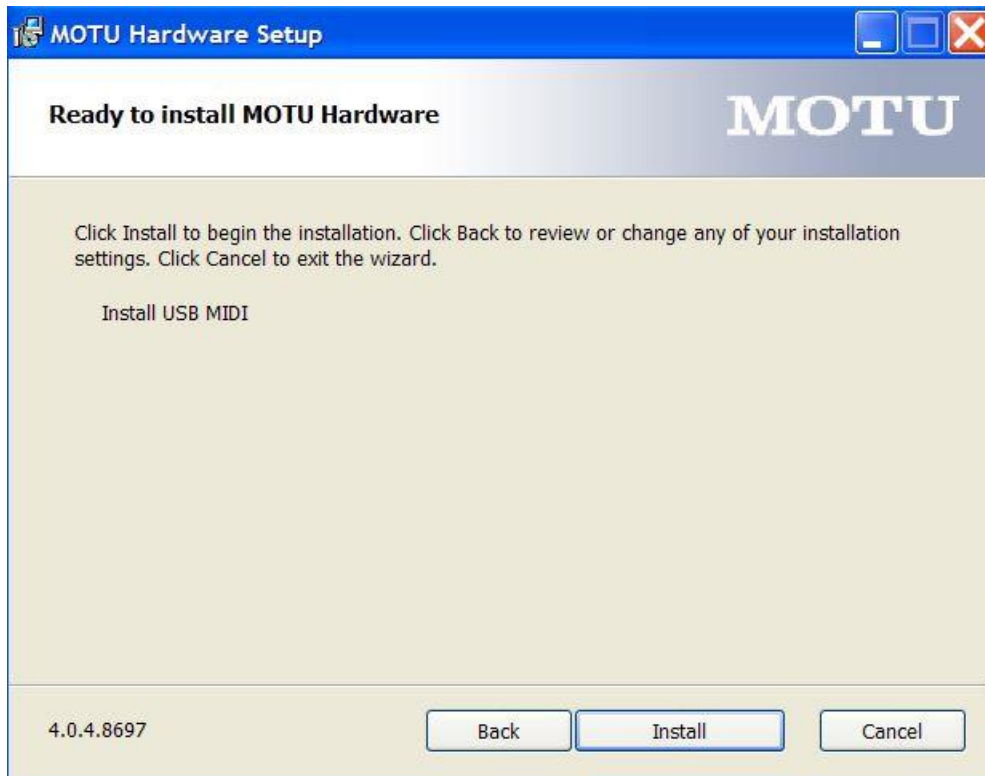 MOTU Hardware Setup
Ready to install MOTU Hardware
MOTU
Click Install to begin the installation. Click Back to review or change any of your installation
settings. Click Cancel to exit the wizard.
Install USB MIDI
4.0.4.8697
Back
Install
Cancel